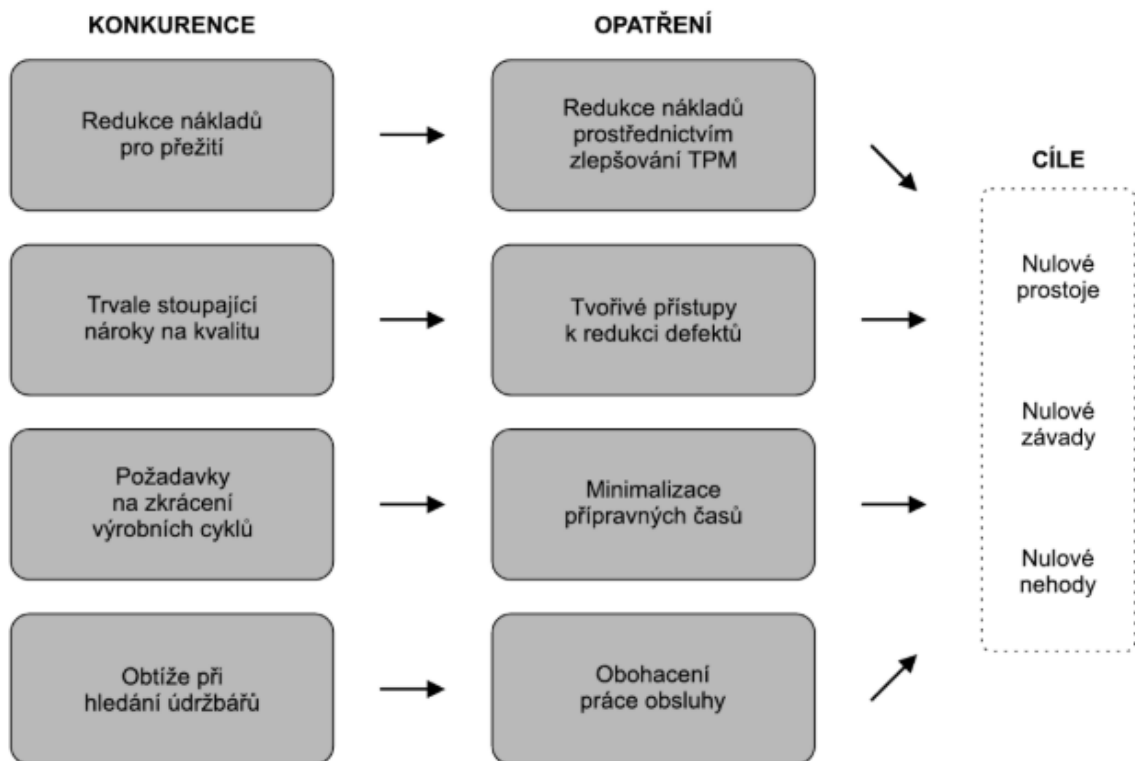 KONKURENCE
OPATŘENÍ
Redukce nákladů
pro přežití
Redukce nákladů
prostřednictvím
zlepšování TPM
CÍLE
Trvale stoupající
nároky na kvalitu
Tvořivé přístupy
k redukci defektů
Nulové
prostoje
Požadavky
na zkrácení
výrobních cyklů
Minimalizace
přípravných časů
Nulové
závady
Obtíže při
hledání údržbářů
Obohacení
práce obsluhy
Nulové
nehody